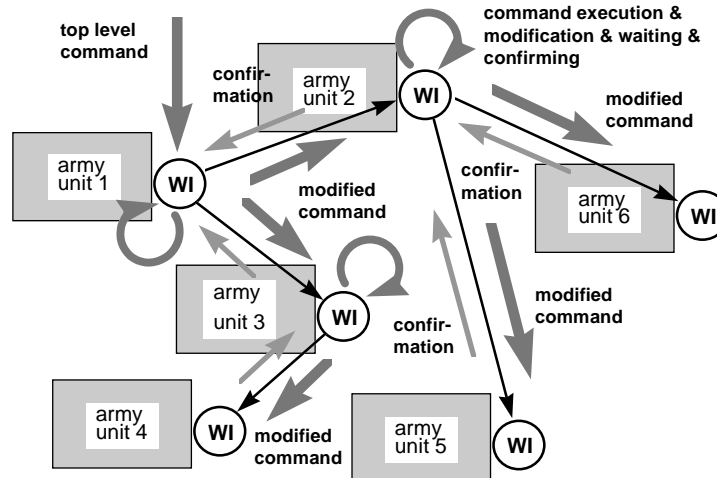 command execution &
modification & waiting &
confirming
top level
command
confir-
mation
army
unit 2
WI
modified
command
army
unit 1
WI
modified
command
confir-
mation
army
unit 6
WI
army
unit 3
WI
confir-
mation
modified
command
army
unit 4
WI
modified
command
army
unit 5
WI